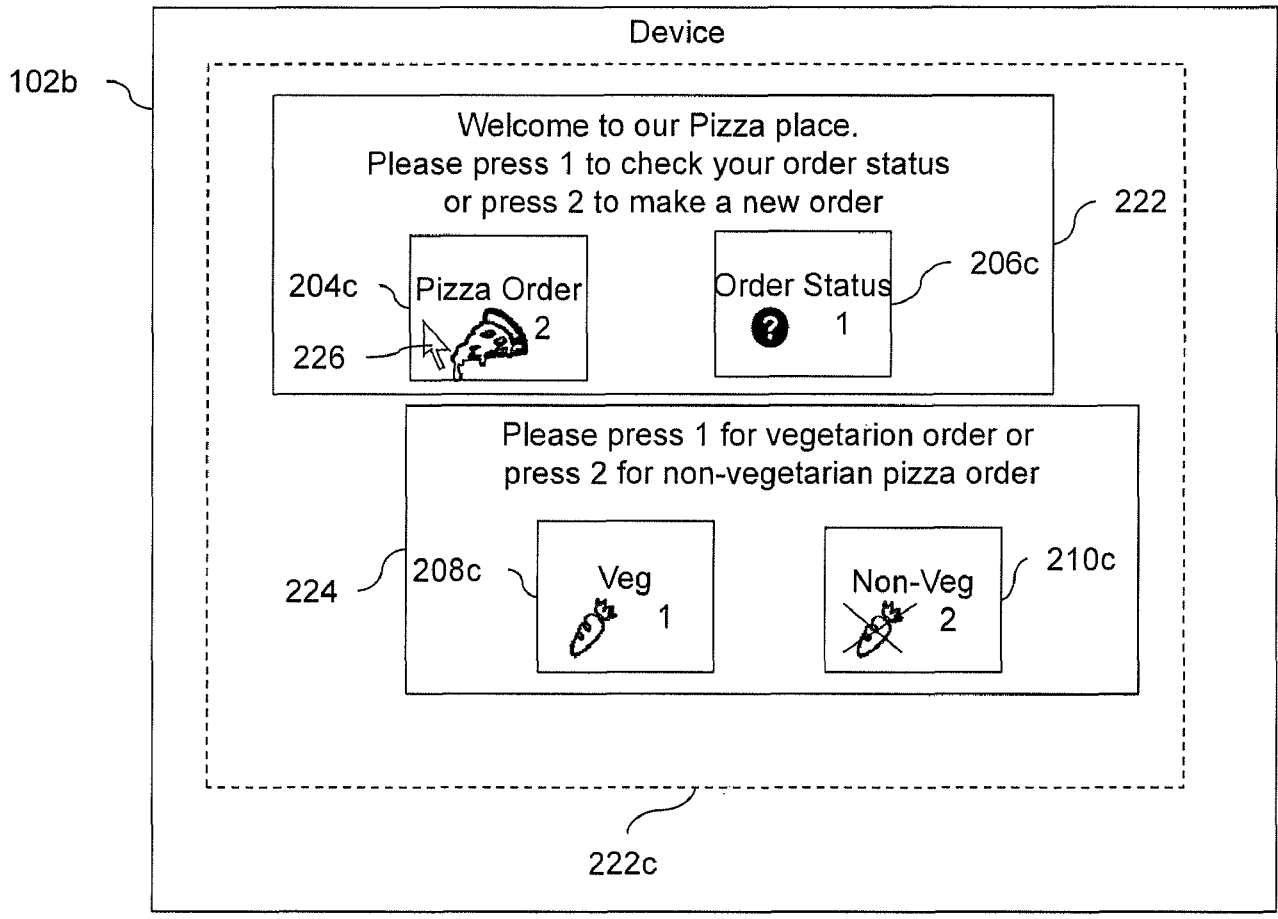 Device
102b
Welcome to our Pizza place.
Please press 1 to check your order status
or press 2 to make a new order
222
204c
Pizza Order
2
226
Order Status
? 1
206c
Please press 1 for vegetarion order or
press 2 for non-vegetarian pizza order
224
208c
Veg
1
Non-Veg
2
210c
222c